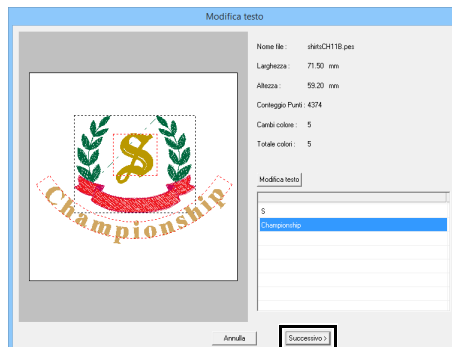 Modifica testo
Nome file : shirtsCH11B.pes
Larghezza : 71.50 mm
Altezza : 59.20 mm
Conteggio Punti : 4374
Cambi colore : 5
Totale colori : 5
Modifica testo
S
Championship
S
Championship
Annulla
Successivo >